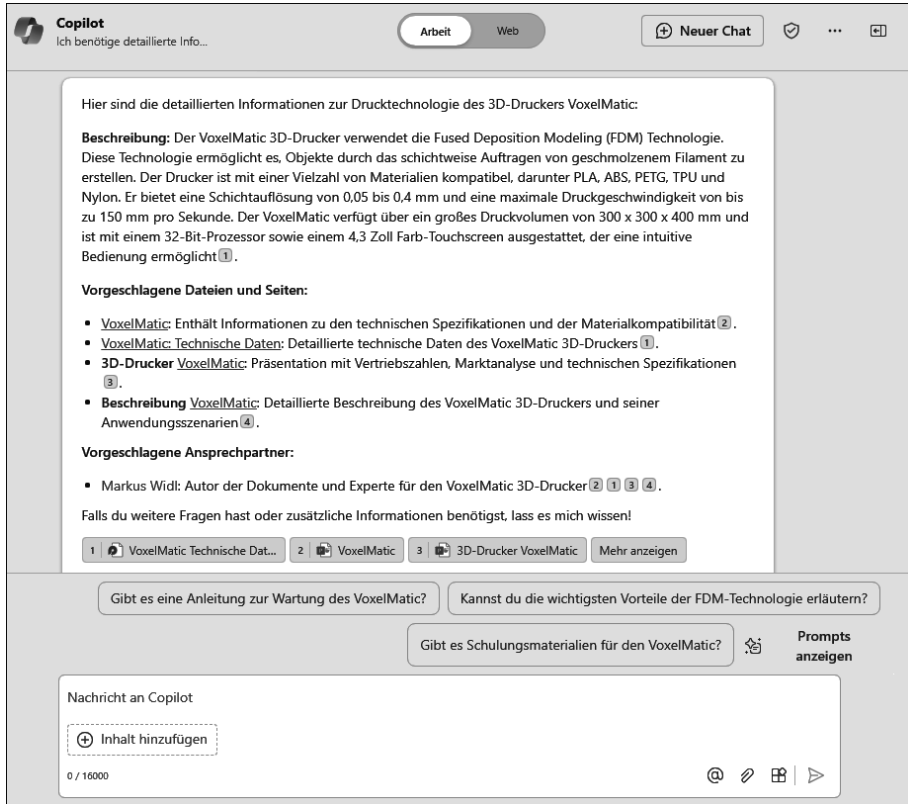 Copilot
Ich benötige detaillierte Info...
Arbeit
Web
Neuer Chat
Hier sind die detaillierten Informationen zur Drucktechnologie des 3D-Druckers VoxelMatic:
Beschreibung: Der VoxelMatic 3D-Drucker verwendet die Fused Deposition Modeling (FDM) Technologie.
Diese Technologie ermöglicht es, Objekte durch das schichtweise Auftragen von geschmolzenem Filament zu
erstellen. Der Drucker ist mit einer Vielzahl von Materialien kompatibel, darunter PLA, ABS, PETG, TPU und
Nylon. Er bietet eine Schichtauflösung von 0,05 bis 0,4 mm und eine maximale Druckgeschwindigkeit von bis
zu 150 mm pro Sekunde. Der VoxelMatic verfügt über ein großes Druckvolumen von 300 x 300 x 400 mm und
ist mit einem 32-Bit-Prozessor sowie einem 4,3 Zoll Farb-Touchscreen ausgestattet, der eine intuitive
Bedienung ermöglicht 1 .
Vorgeschlagene Dateien und Seiten:
▪ VoxelMatic: Enthält Informationen zu den technischen Spezifikationen und der Materialkompatibilität 2 .
▪ VoxelMatic: Technische Daten: Detaillierte technische Daten des VoxelMatic 3D-Druckers 1 .
▪ 3D-Drucker VoxelMatic: Präsentation mit Vertriebszahlen, Marktanalyse und technischen Spezifikationen
3 .
▪ Beschreibung VoxelMatic: Detaillierte Beschreibung des VoxelMatic 3D-Druckers und seiner
Anwendungsszenarien 4 .
Vorgeschlagene Ansprechpartner:
▪ Markus Widl: Autor der Dokumente und Experte für den VoxelMatic 3D-Drucker 2 1 3 4 .
Falls du weitere Fragen hast oder zusätzliche Informationen benötigst, lass es mich wissen!
1 VoxelMatic Technische Dat... 2 VoxelMatic 3 3D-Drucker VoxelMatic Mehr anzeigen
Gibt es eine Anleitung zur Wartung des VoxelMatic? Kannst du die wichtigsten Vorteile der FDM-Technologie erläutern?
Gibt es Schulungsmaterialien für den VoxelMatic?
Prompts
anzeigen
Nachricht an Copilot
Inhalt hinzufügen
0 / 16000